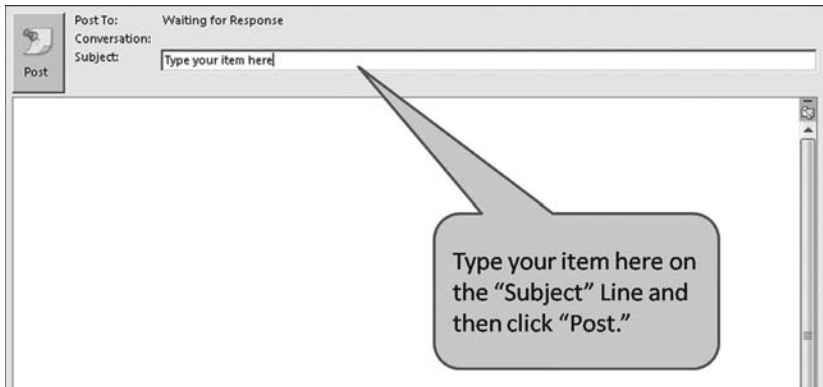 Post To: Waiting for Response
Conversation:
Subject: Type your item here
Post
Type your item here on
the “Subject” Line and
then click “Post.”